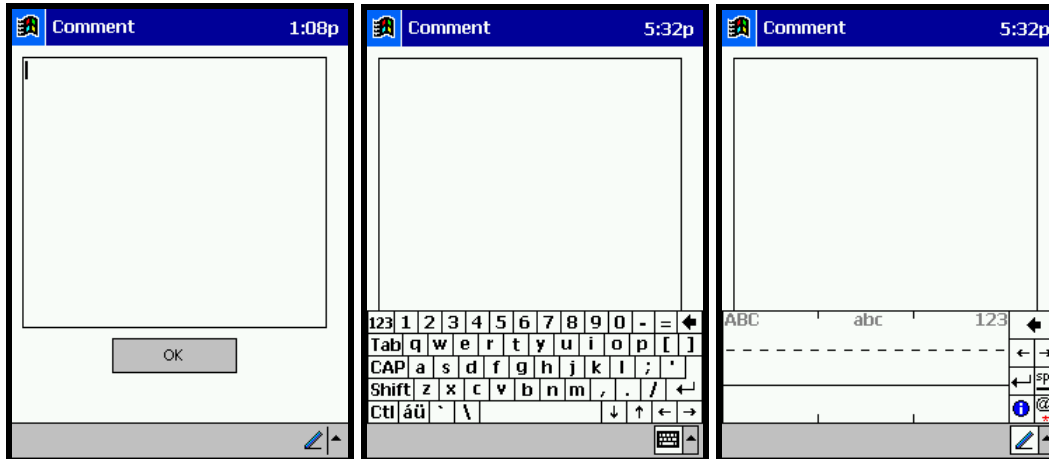 Comment 1:08p
OK
Comment 5:32p
123 1 2 3 4 5 6 7 8 9 0 - = 🡄
Tab q w e r t y u i o p [ ]
CAP a s d f g h j k l ; '
Shift z x c v b n m , . / ↵
Ctl áü ` \ ↓ ↑ ← →
Comment 5:32p
ABC abc 123
sp
@ *